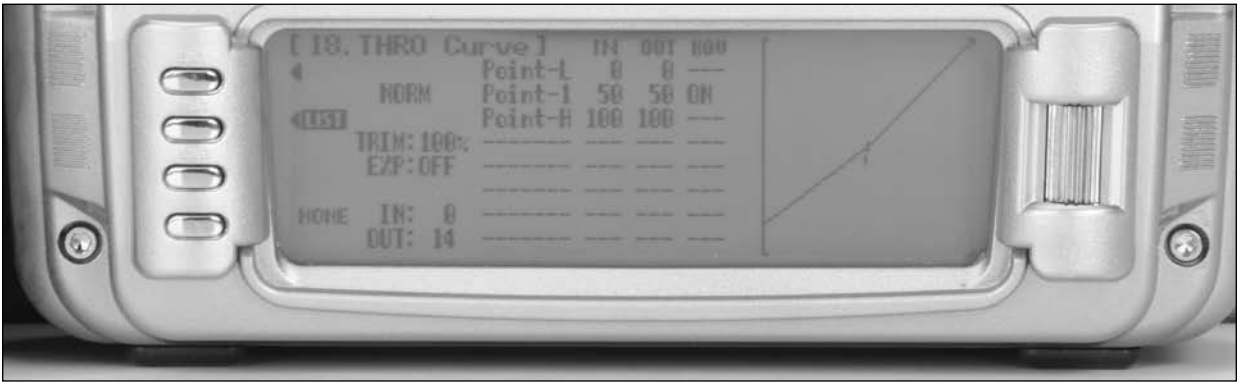 [18.THRO Curve] IN OUT HOV
Point-L 0 0 ---
NORM Point-1 50 50 ON
LIST Point-H 100 100 ---
TRIM:100%
EXP:OFF
NONE IN: 0
OUT: 14